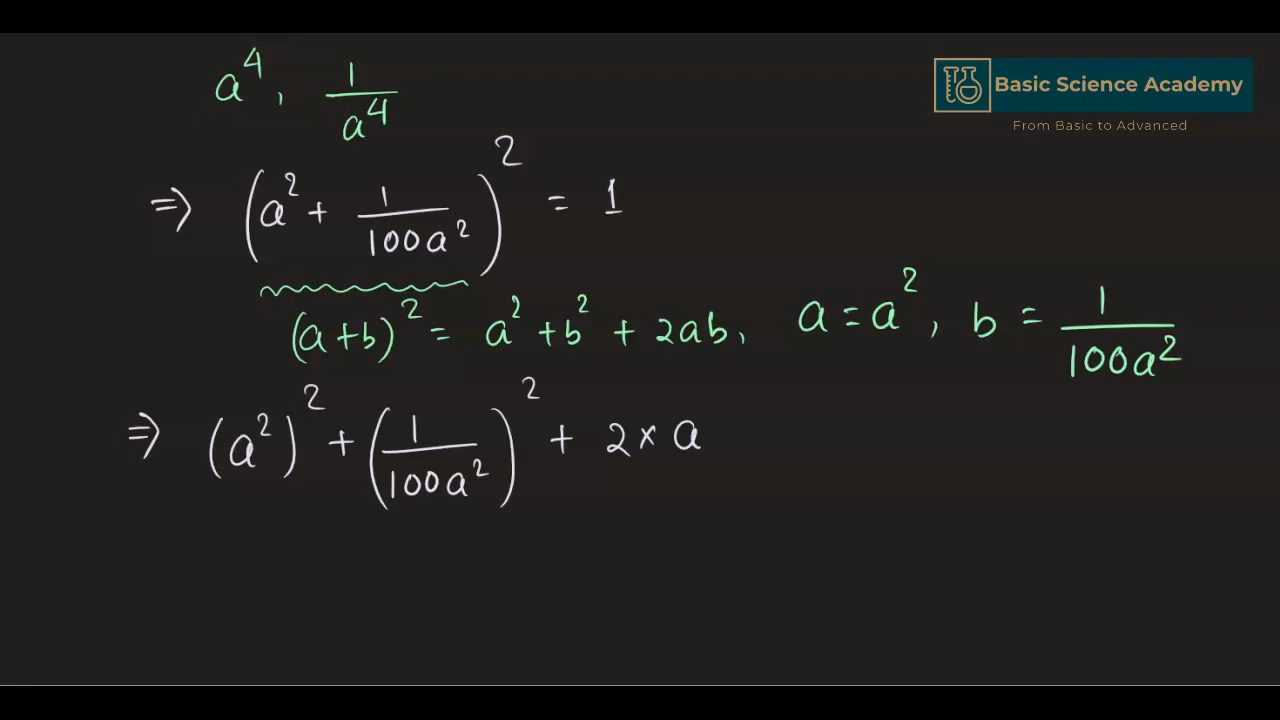 a⁴, 1/a⁴
Basic Science Academy
From Basic to Advanced
⇒ (a² + 1/100a²)² = 1
(a+b)² = a² + b² + 2ab, a = a², b = 1/100a²
⇒ (a²)² + (1/100a²)² + 2 × a